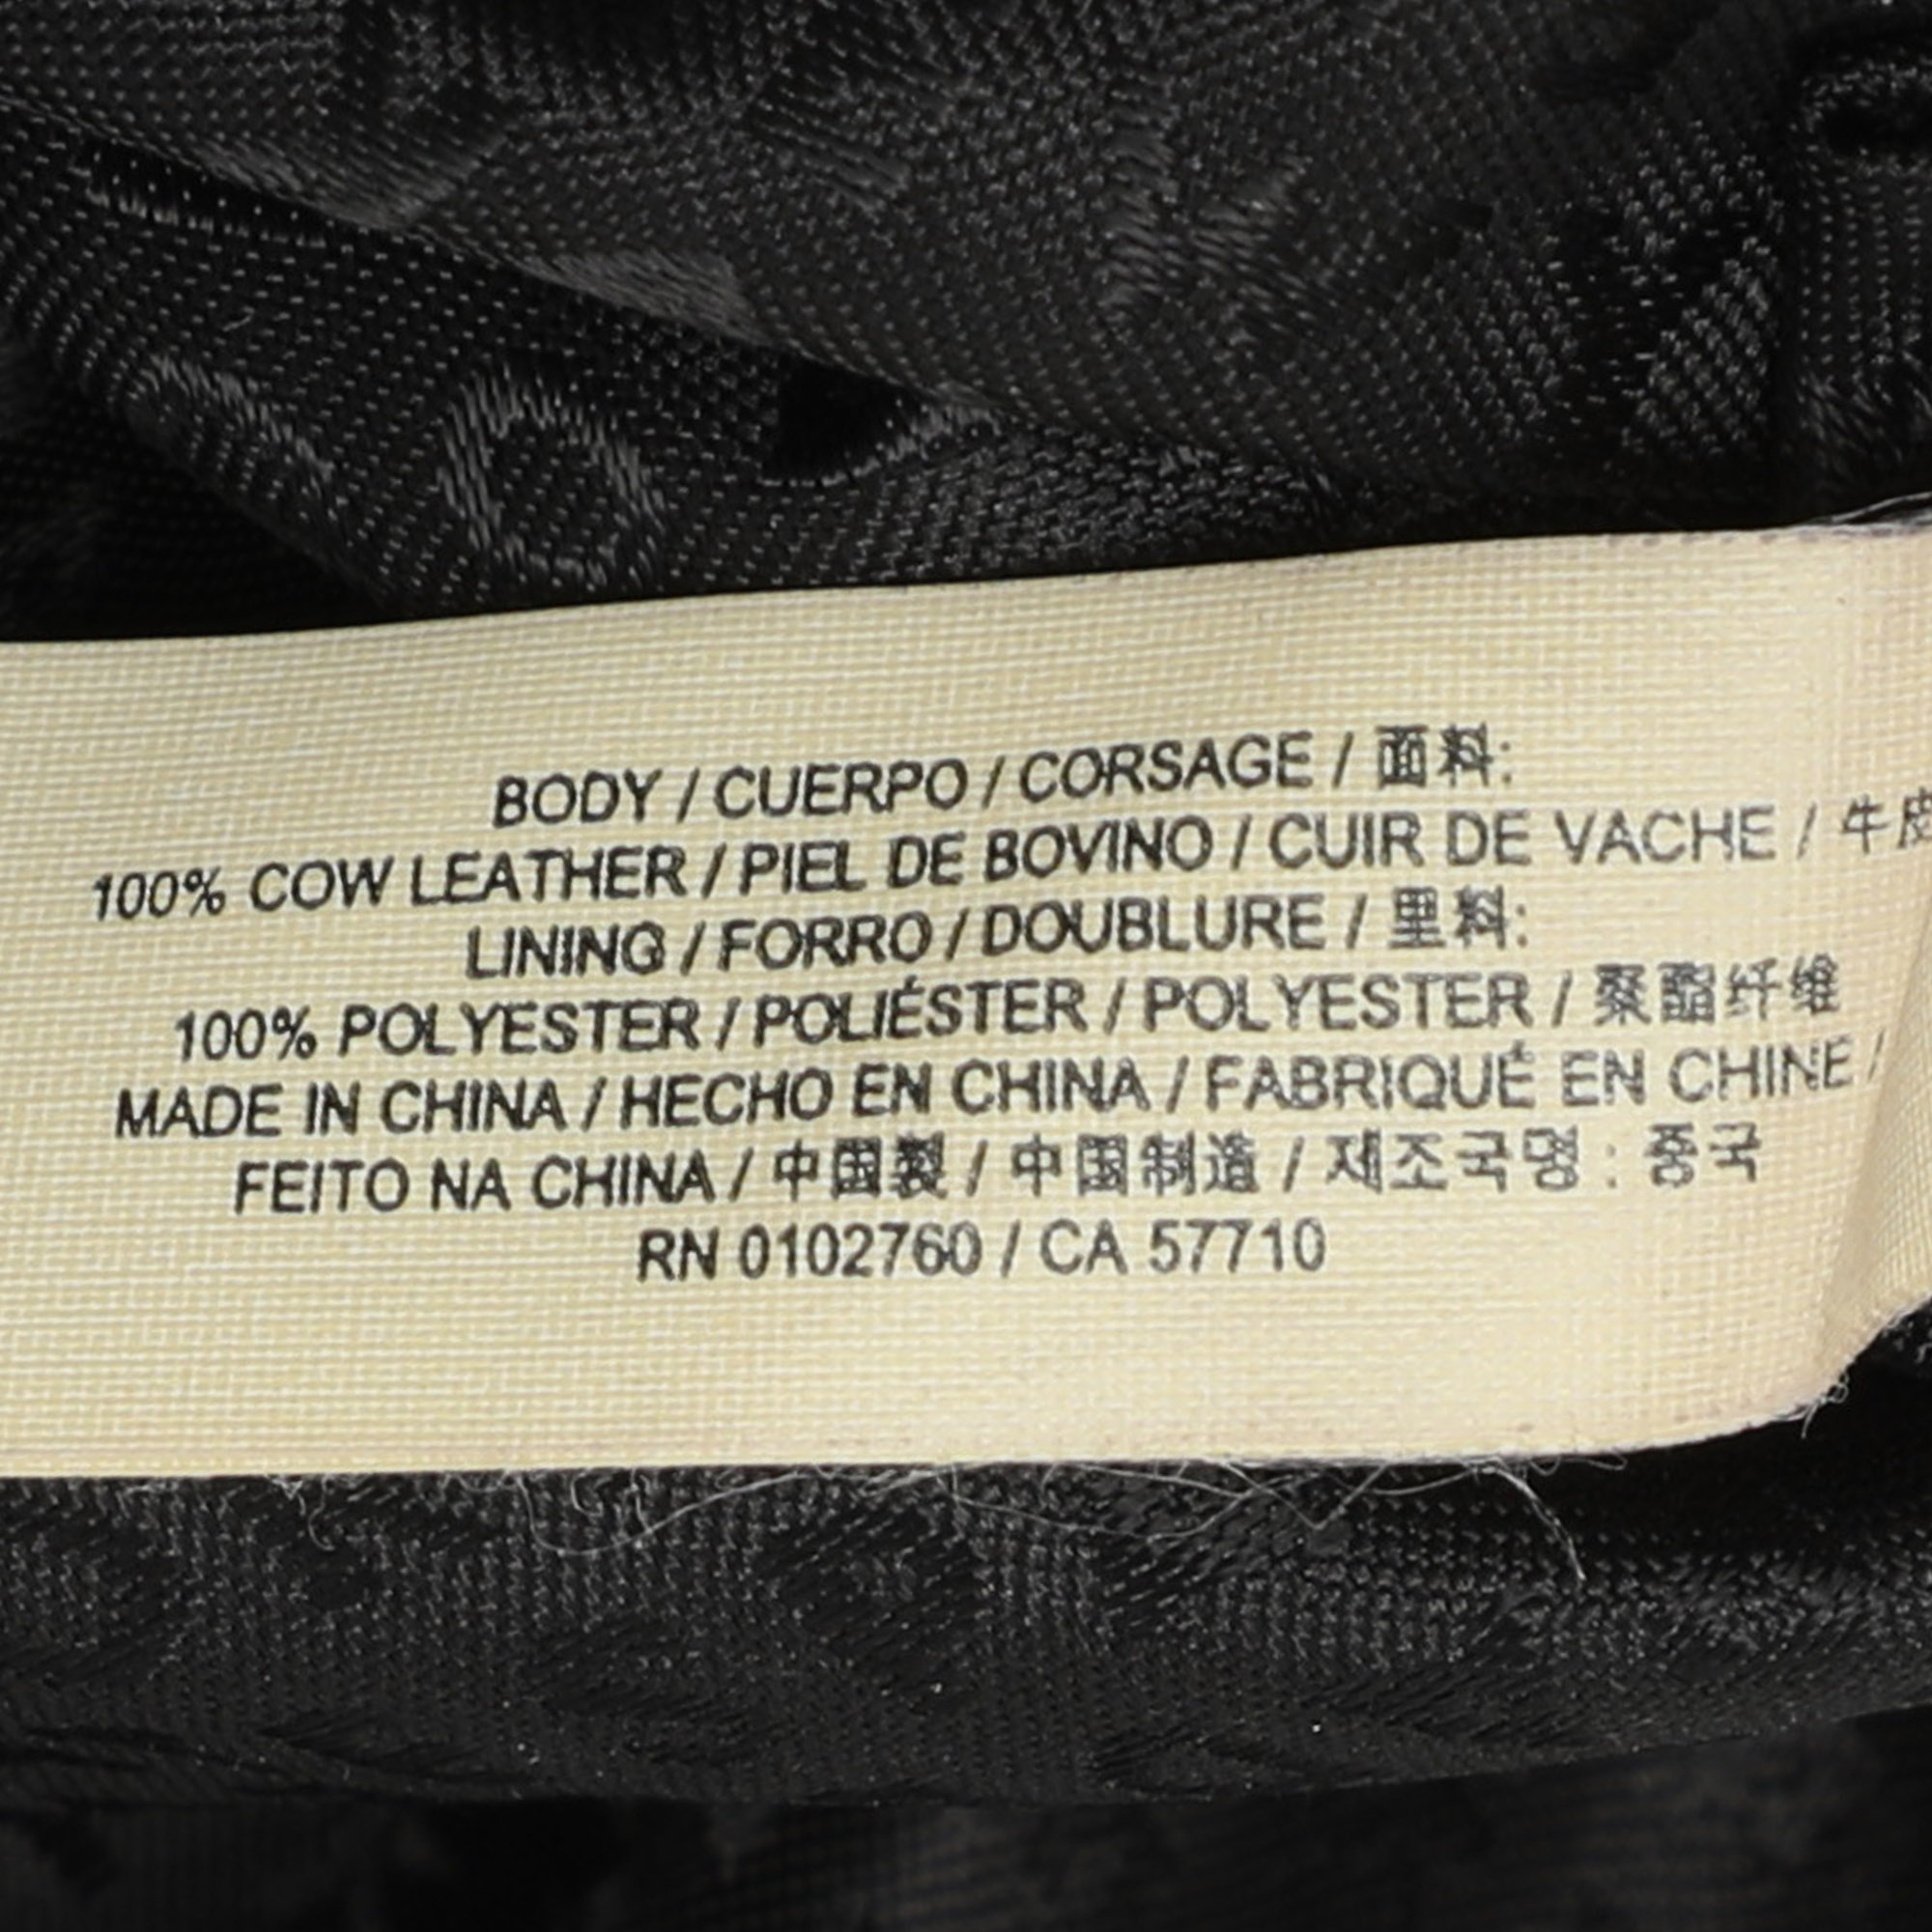 BODY / CUERPO / CORSAGE / 面料:
100% COW LEATHER / PIEL DE BOVINO / CUIR DE VACHE / 牛皮
LINING / FORRO / DOUBLURE / 里料:
100% POLYESTER / POLIÉSTER / POLYESTER / 聚酯纤维
MADE IN CHINA / HECHO EN CHINA / FABRIQUÉ EN CHINE /
FEITO NA CHINA / 中国製 / 中国制造 / 제조국명 : 중국
RN 0102760 / CA 57710